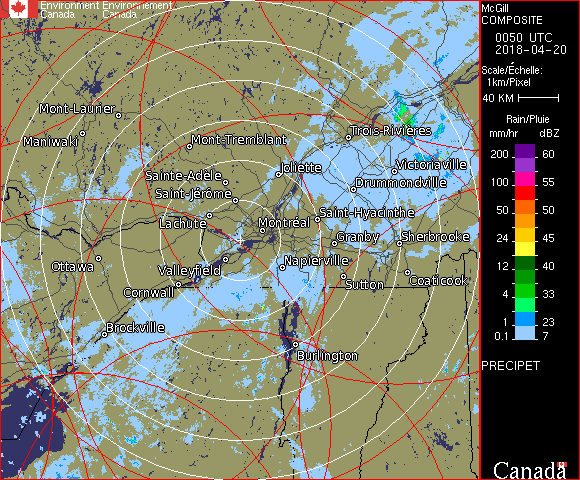 Environment Environnement
Canada Canada
McGill
COMPOSITE
0050 UTC
2018-04-20
Scale/Échelle:
1km/Pixel
40 KM
Rain/Pluie
mm/hr dBZ
200 60
100 55
50 50
24 45
12 40
4 33
1 23
0.1 7
PRECIPET
Canada
Mont-Laurier
Maniwaki
Mont-Tremblant
Trois-Rivières
Sainte-Adèle
Joliette
Victoriaville
Saint-Jérôme
Drummondville
Lachute
Montréal
Saint-Hyacinthe
Granby
Sherbrooke
Ottawa
Valleyfield
Napierville
Cornwall
Sutton
Coaticook
Brockville
Burlington